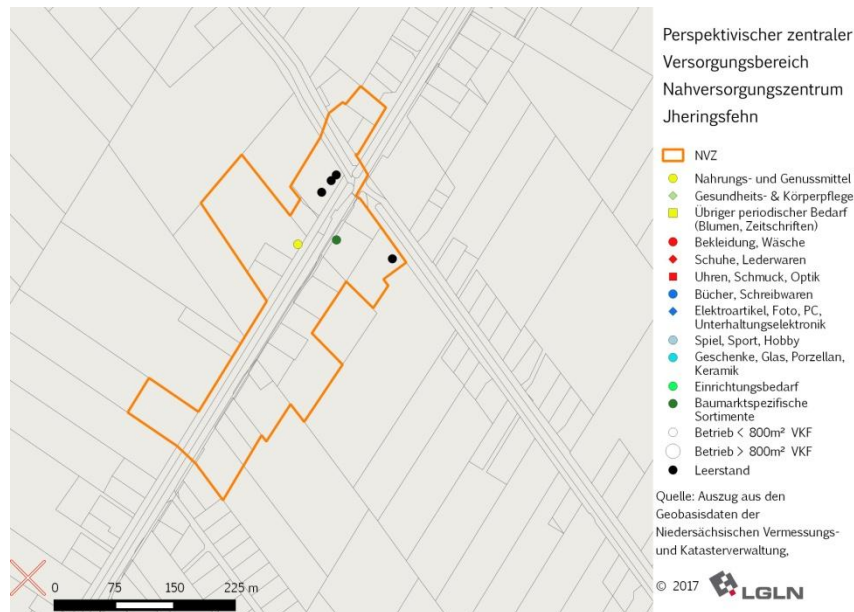 Perspektivischer zentraler
Versorgungsbereich
Nahversorgungszentrum
Jheringsfehn
NVZ
Nahrungs- und Genussmittel
Gesundheits- & Körperpflege
Übriger periodischer Bedarf
(Blumen, Zeitschriften)
Bekleidung, Wäsche
Schuhe, Lederwaren
Uhren, Schmuck, Optik
Bücher, Schreibwaren
Elektroartikel, Foto, PC,
Unterhaltungselektronik
Spiel, Sport, Hobby
Geschenke, Glas, Porzellan,
Keramik
Einrichtungsbedarf
Baumarktspezifische
Sortimente
Betrieb < 800m² VKF
Betrieb > 800m² VKF
Leerstand
Quelle: Auszug aus den
Geobasisdaten der
Niedersächsischen Vermessungs-
und Katasterverwaltung,
© 2017 LGLN
0 75 150 225 m